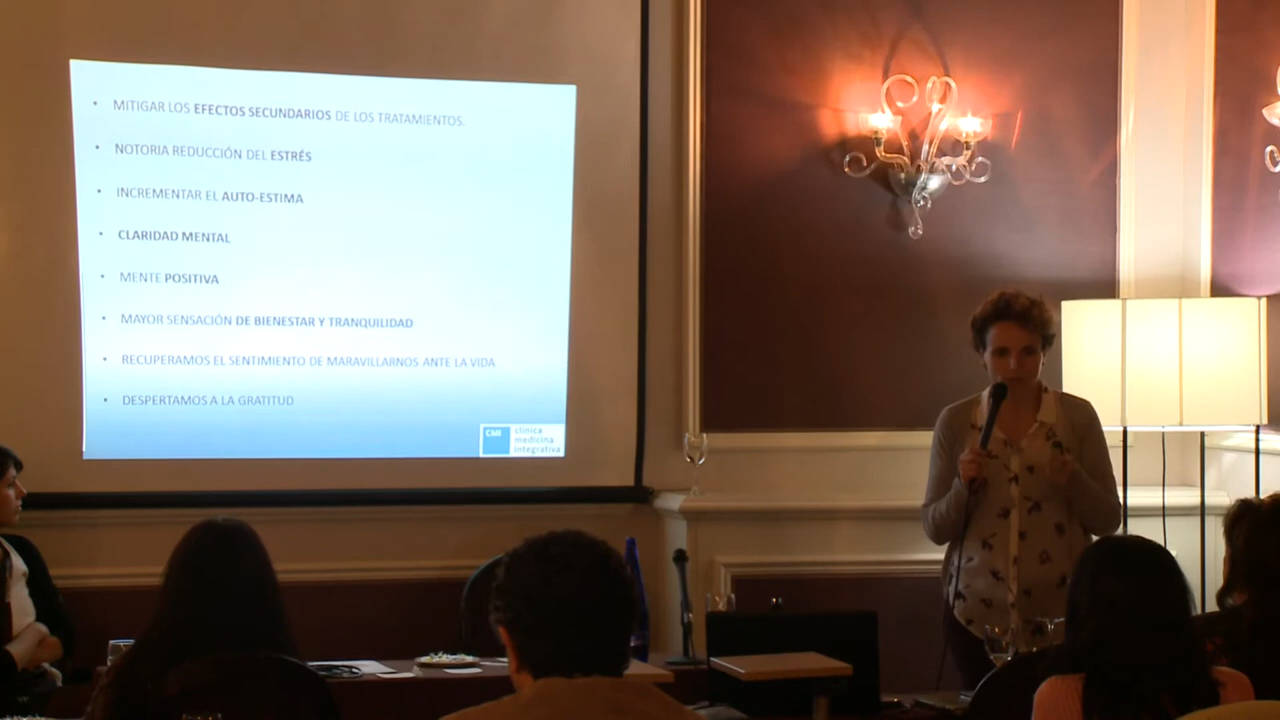 • MITIGAR LOS EFECTOS SECUNDARIOS DE LOS TRATAMIENTOS.
• NOTORIA REDUCCIÓN DEL ESTRÉS
• INCREMENTAR EL AUTO-ESTIMA
• CLARIDAD MENTAL
• MENTE POSITIVA
• MAYOR SENSACIÓN DE BIENESTAR Y TRANQUILIDAD
• RECUPERAMOS EL SENTIMIENTO DE MARAVILLARNOS ANTE LA VIDA
• DESPERTAMOS A LA GRATITUD
CMI
clínica
medicina
integrativa